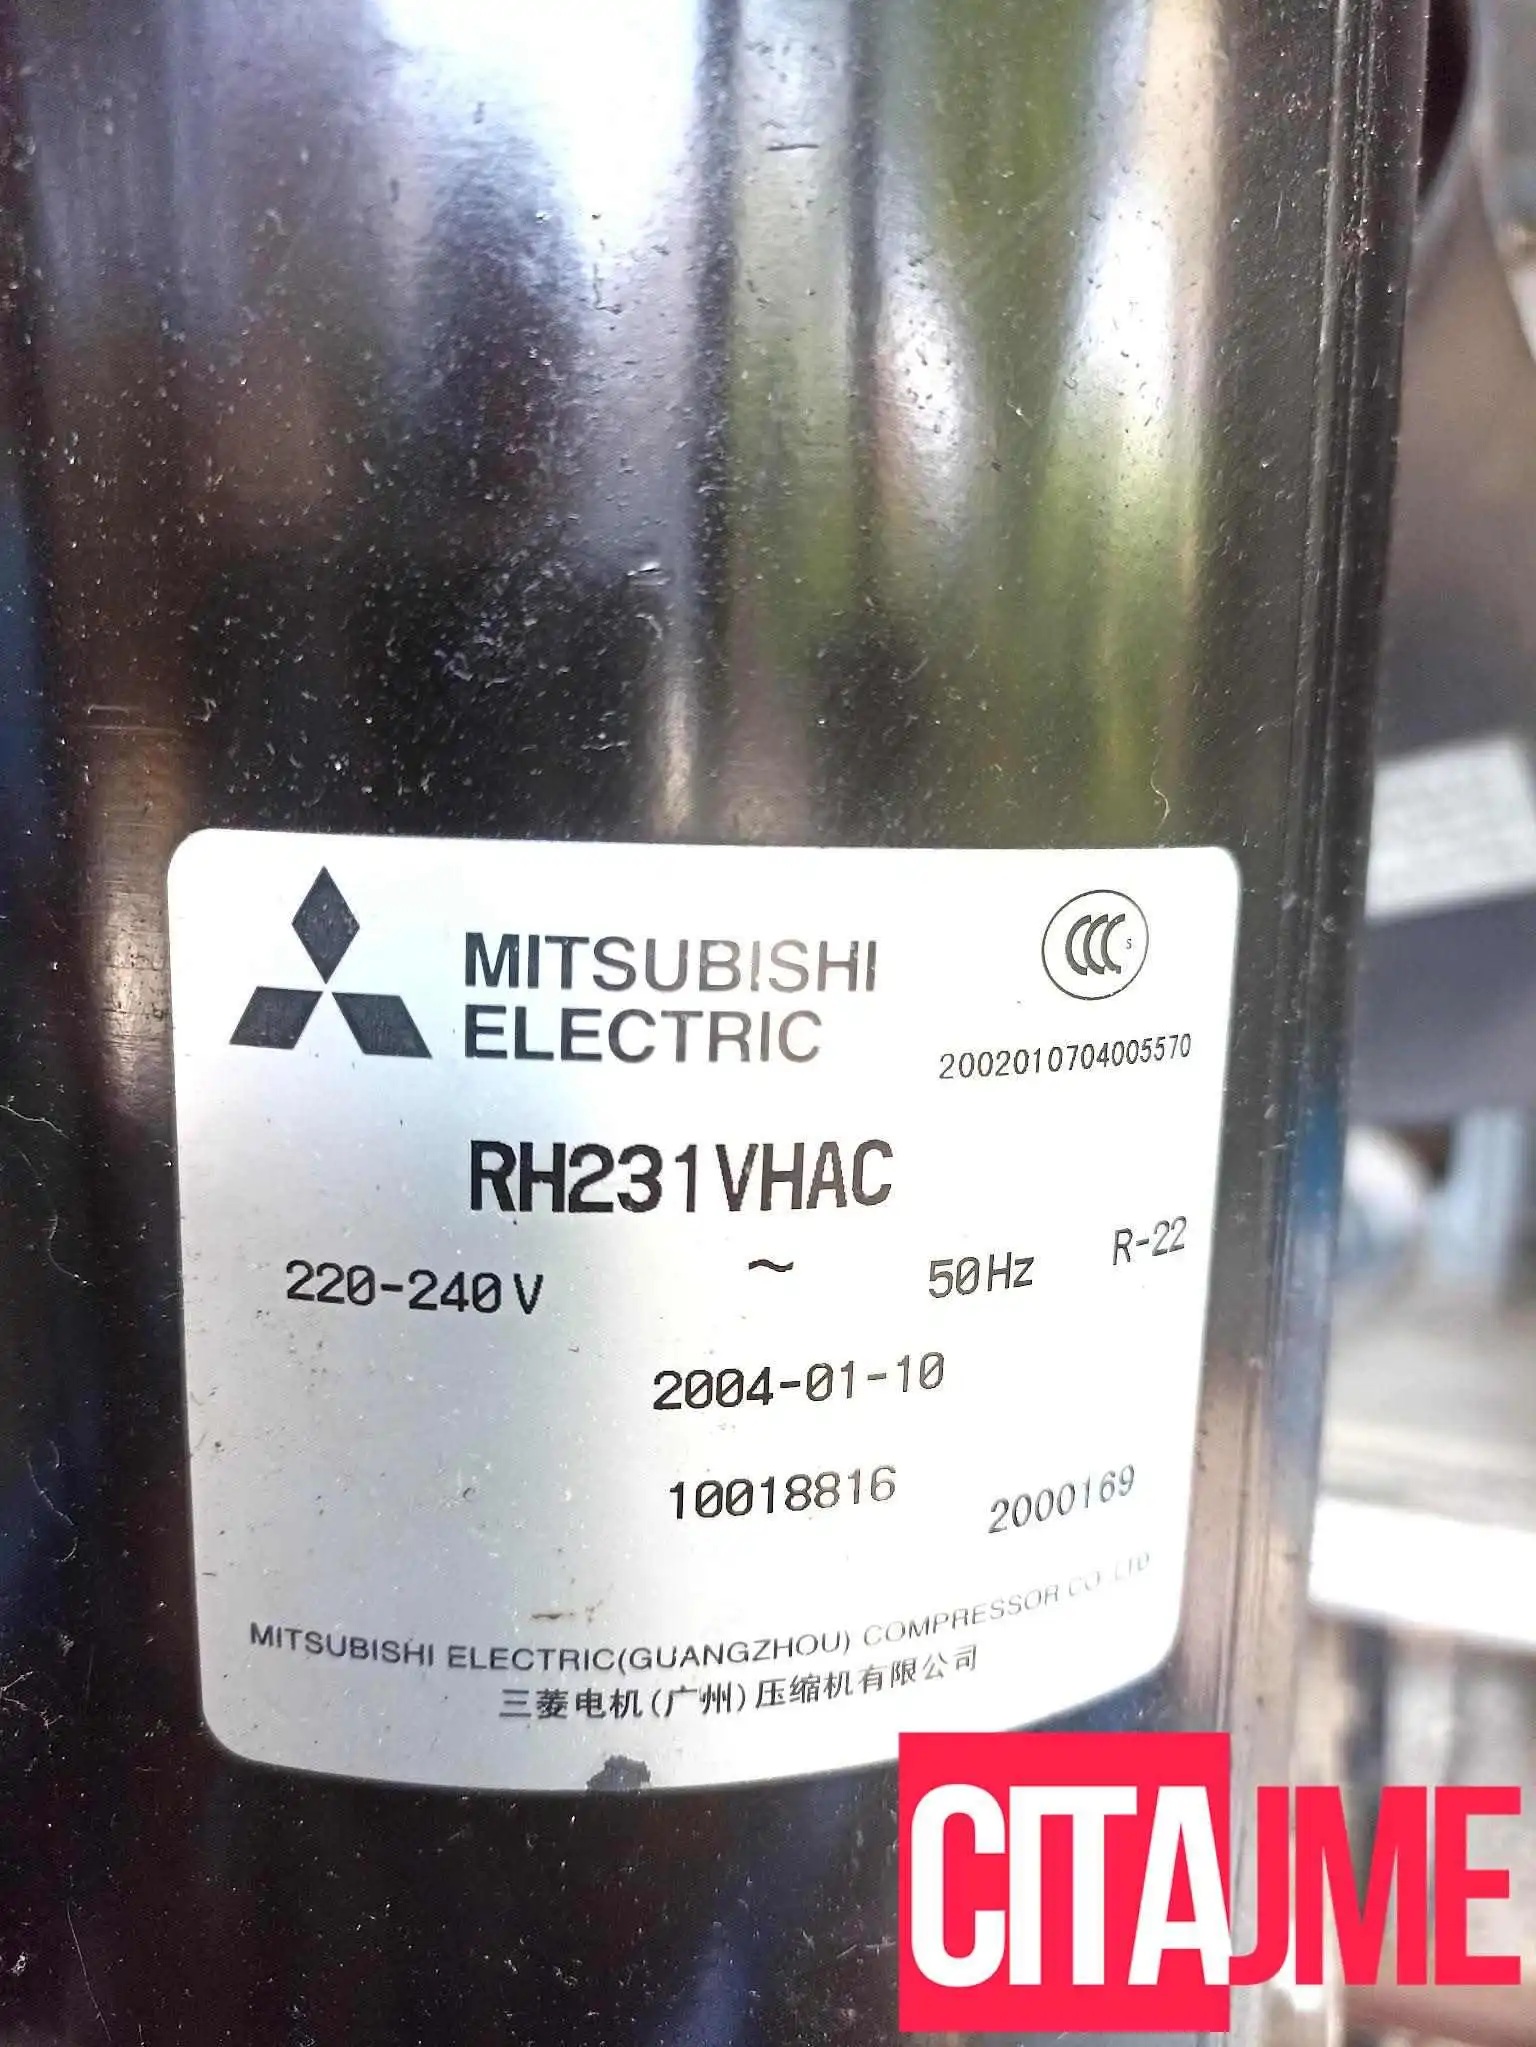 MITSUBISHI
ELECTRIC
CCC S
2002010704005570
RH231VHAC
220-240V ~ 50Hz R-22
2004-01-10
10018816 2000169
MITSUBISHI ELECTRIC(GUANGZHOU) COMPRESSOR CO LTD
三菱电机(广州)压缩机有限公司
CITAJME